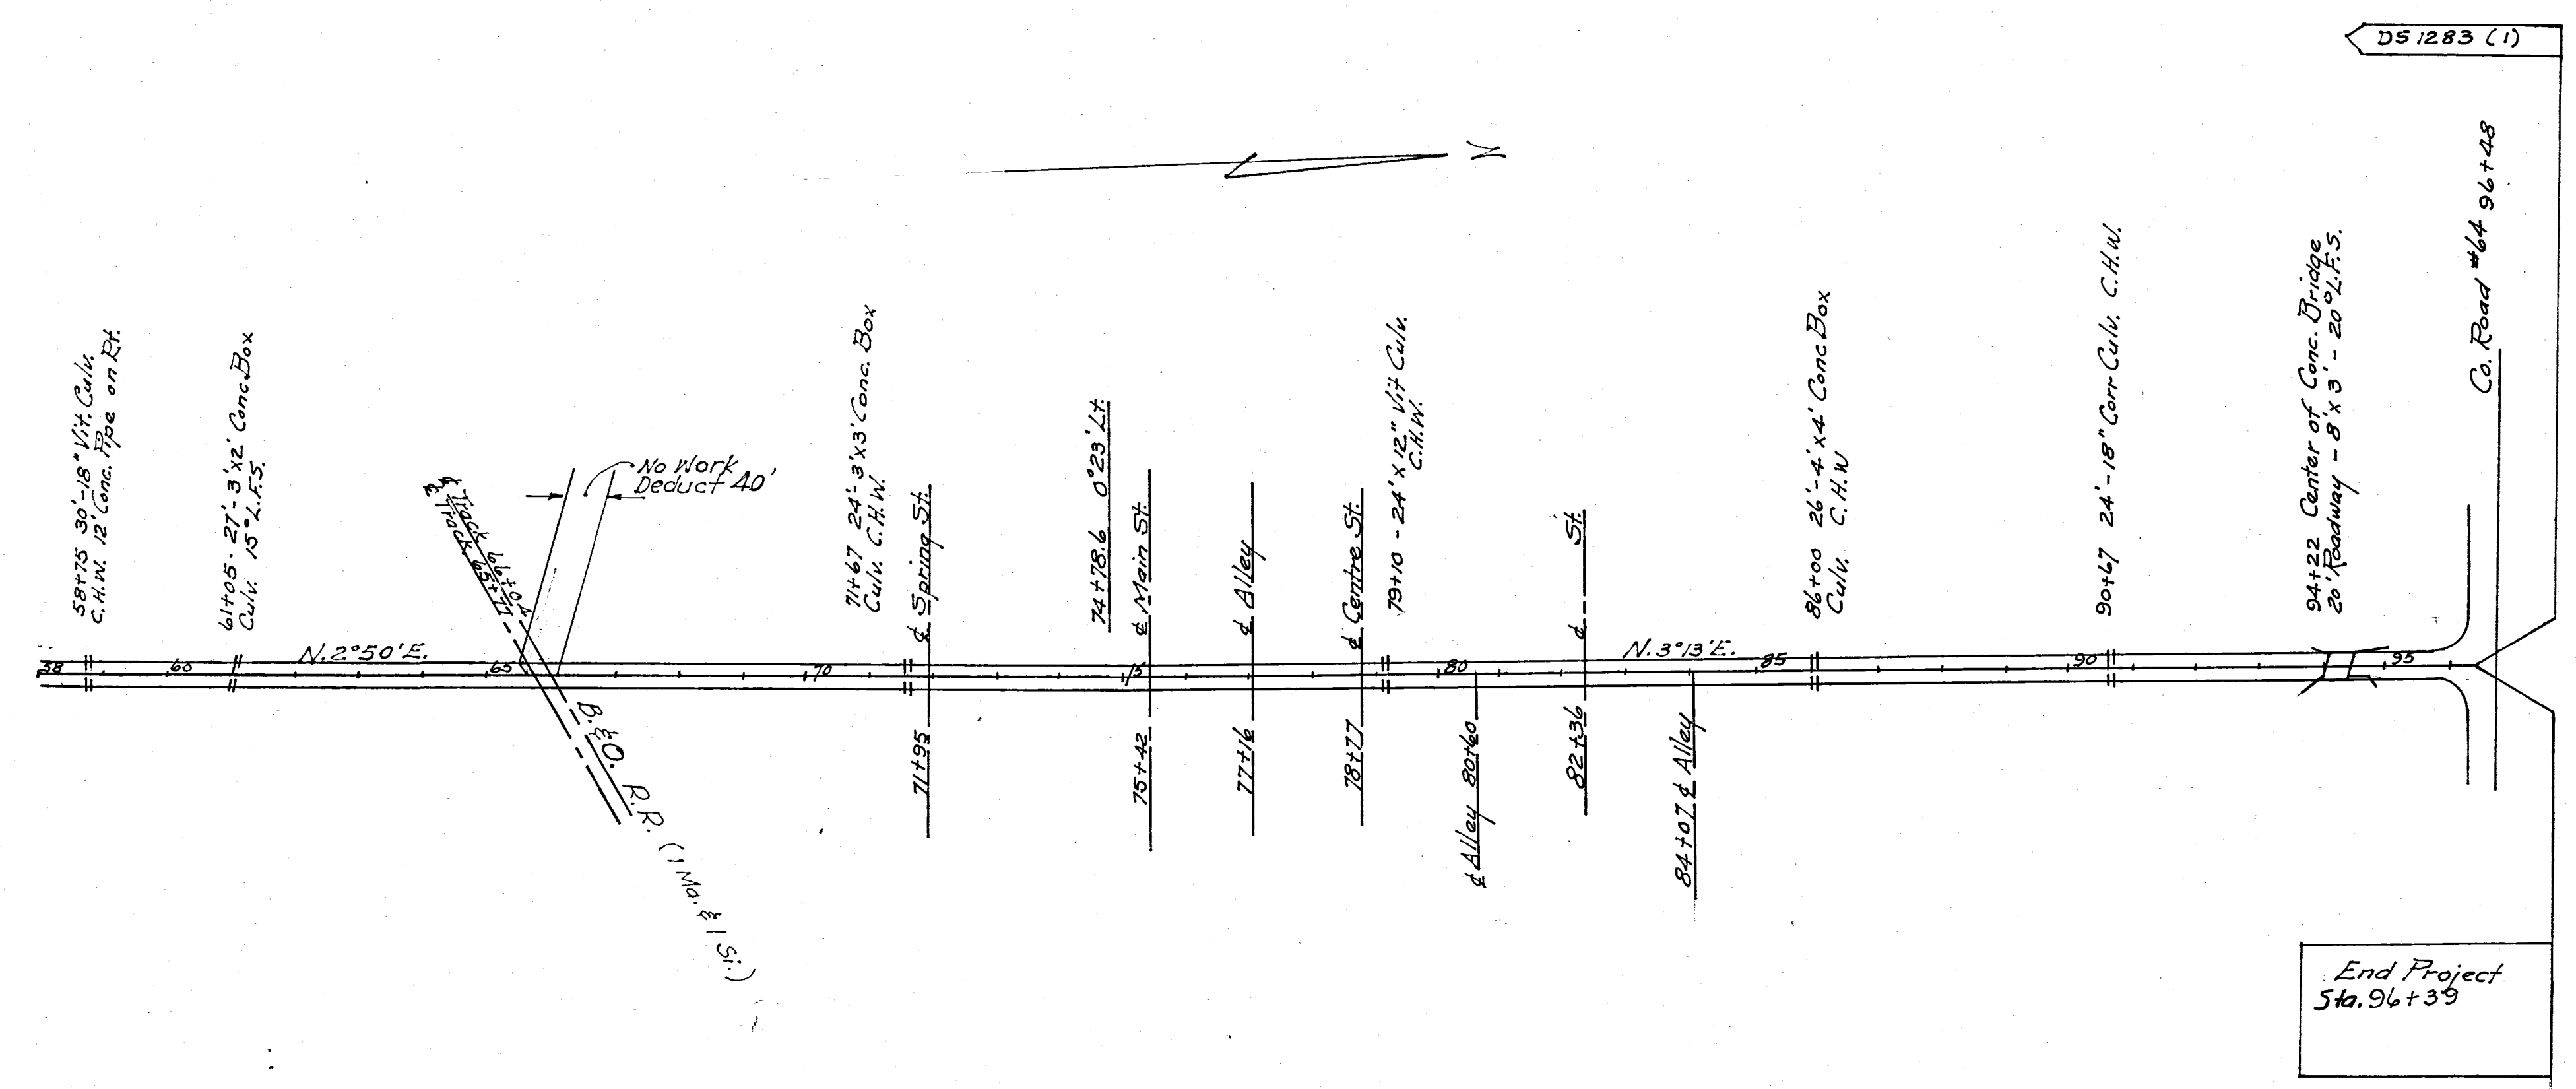 DS 1283 (1)
N
58+75 30'-18" Vit. Culv.
C.H.W. 12' Conc. Pipe on Rt.
61+05. 27'-3'x2' Conc Box
Culv. 15° L.F.S.
℄ Track 66+04
℄ Track 65+77
No Work
Deduct 40'
71+67 24'-3'x3' Conc. Box
Culv. C.H.W.
℄ Spring St.
74+78.6 0°23' Lt.
℄ Main St.
℄ Alley
℄ Centre St.
79+10 - 24' x 12" Vit Culv.
C.H.W.
℄ St.
86+00 26'-4'x4' Conc Box
Culv. C.H.W
90+67 24'-18" Corr Culv. C.H.W.
94+22 Center of Conc. Bridge
20' Roadway - 8'x3' - 20° L.F.S.
Co. Road #64 96+48
N. 2°50' E.
N. 3°13' E.
58 60 65 70 75 80 85 90 95
B. & O. R.R. (1 Ma. & 1 Si.)
71+95
75+42
77+16
78+77
℄ Alley 80+60
82+36
84+07 ℄ Alley
End Project
Sta. 96+39